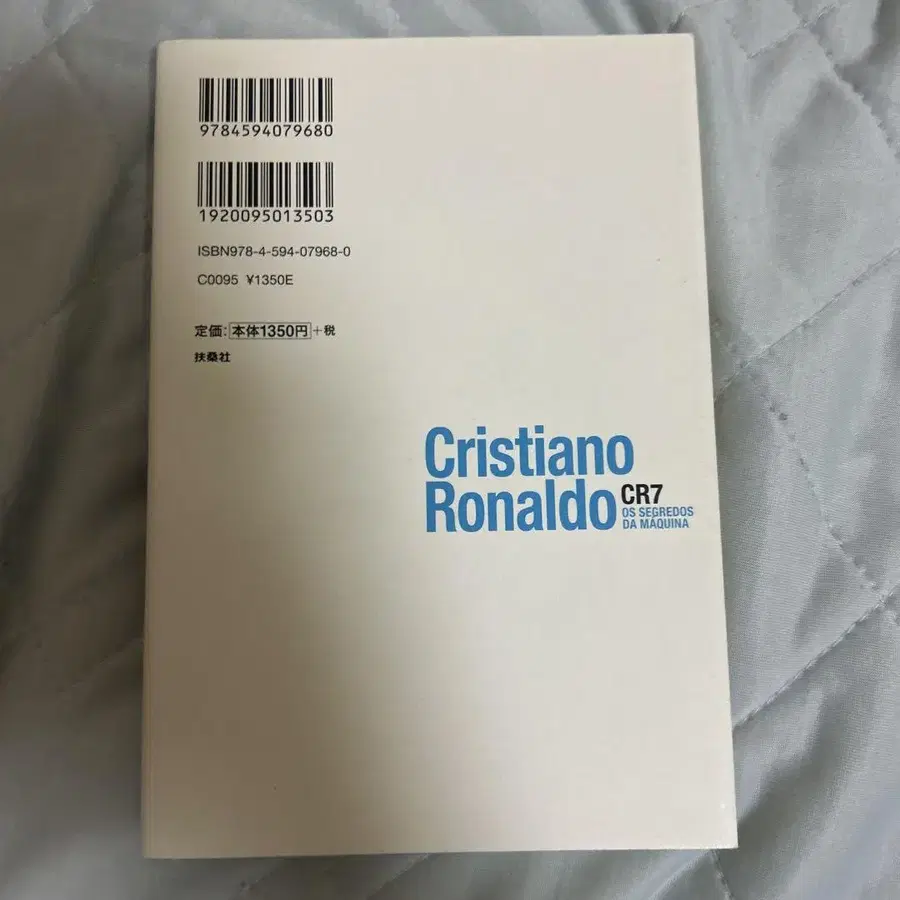 9784594079680
1920095013503
ISBN978-4-594-07968-0
C0095 ¥1350E
定価:本体1350円+税
扶桑社
Cristiano
Ronaldo
CR7
OS SEGREDOS
DA MÁQUINA